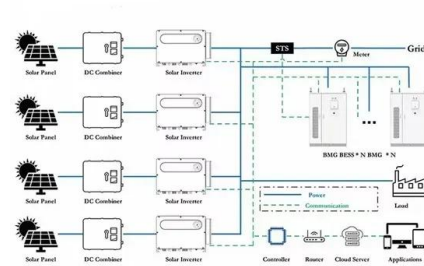 Solar Panel DC Combiner Solar Inverter STS Meter Grid
Solar Panel DC Combiner Solar Inverter
BMG BESS * N BMG * N
Solar Panel DC Combiner Solar Inverter
Power
Communication
Load
Solar Panel DC Combiner Solar Inverter
Controller Router Cloud Server Applications